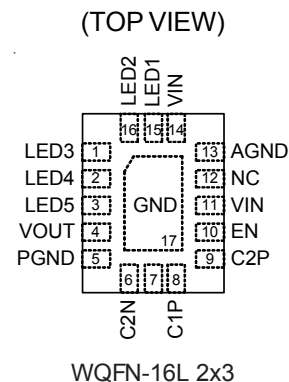 (TOP VIEW)
LED2
LED1
VIN
16
15
14
LED3 1
LED4 2
LED5 3
VOUT 4
PGND 5
GND
17
13 AGND
12 NC
11 VIN
10 EN
9 C2P
6
7
8
C2N
C1P
WQFN-16L 2x3